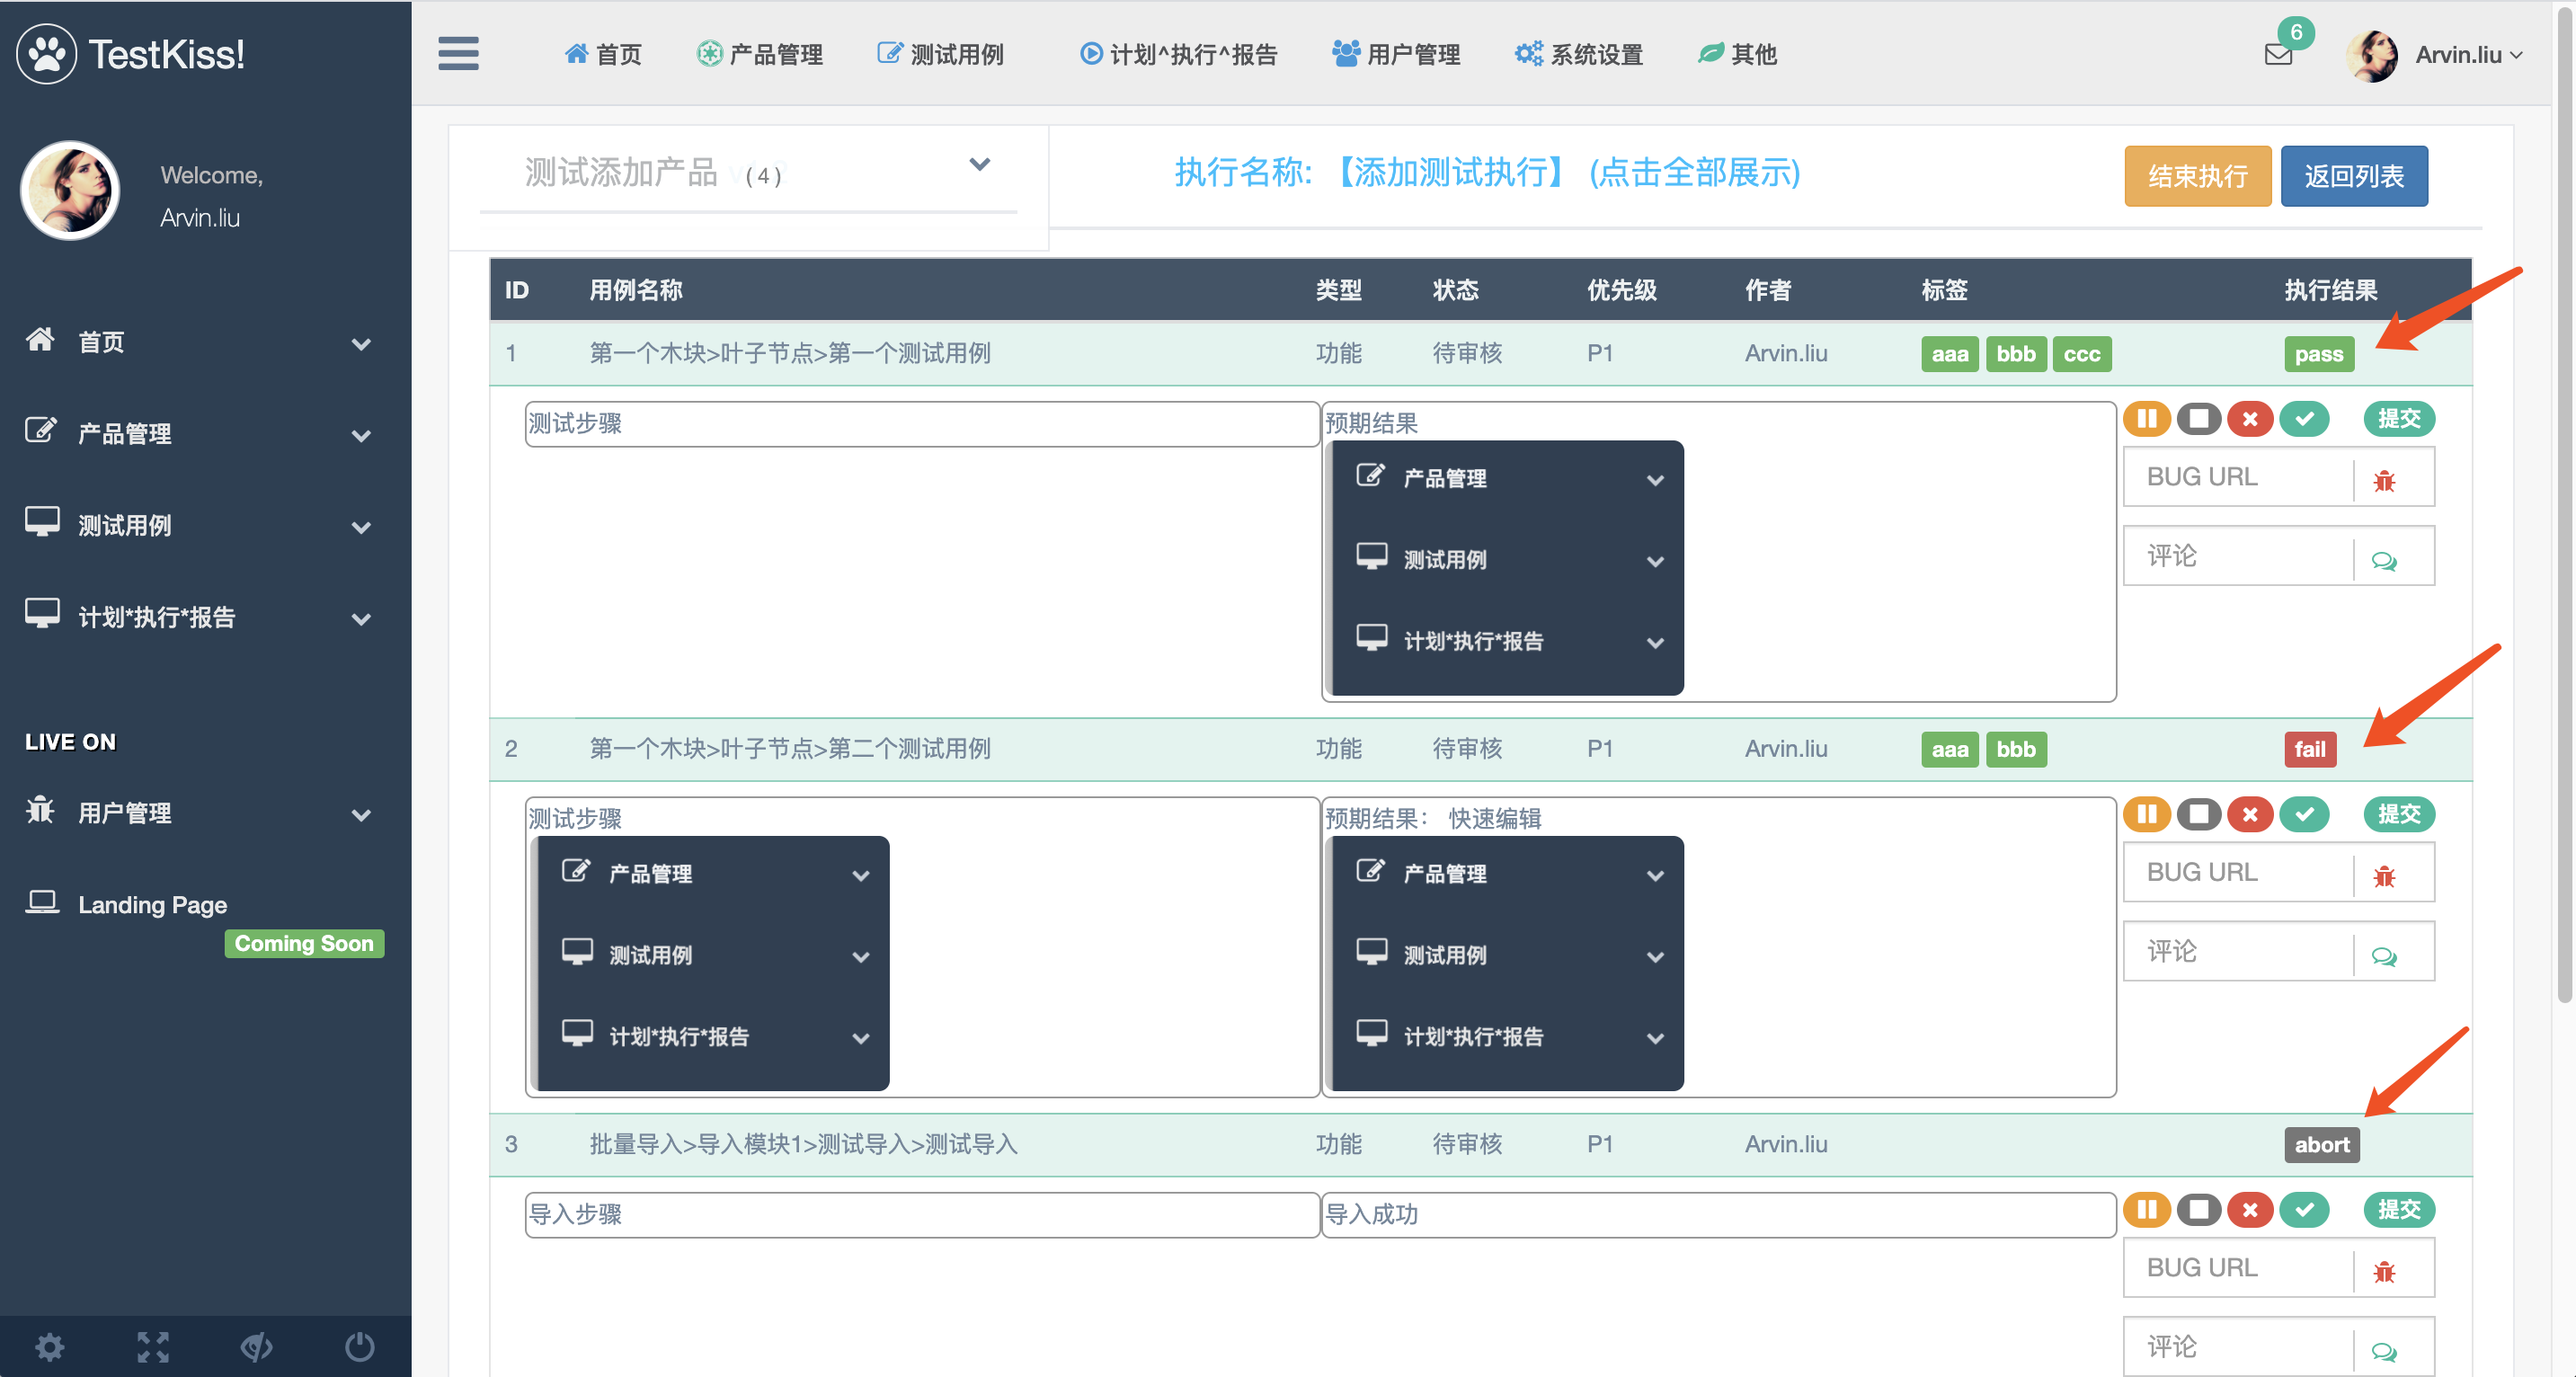 TestKiss!
首页 产品管理 测试用例 计划^执行^报告 用户管理 系统设置 其他
6
Arvin.liu
Welcome,
Arvin.liu
首页
产品管理
测试用例
计划*执行*报告
LIVE ON
用户管理
Landing Page
Coming Soon
测试添加产品 (4)
执行名称: 【添加测试执行】 (点击全部展示)
结束执行 返回列表
ID 用例名称 类型 状态 优先级 作者 标签 执行结果
1 第一个木块>叶子节点>第一个测试用例 功能 待审核 P1 Arvin.liu aaa bbb ccc pass
测试步骤
预期结果
产品管理
测试用例
计划*执行*报告
提交
BUG URL
评论
2 第一个木块>叶子节点>第二个测试用例 功能 待审核 P1 Arvin.liu aaa bbb fail
测试步骤
产品管理
测试用例
计划*执行*报告
预期结果： 快速编辑
产品管理
测试用例
计划*执行*报告
提交
BUG URL
评论
3 批量导入>导入模块1>测试导入>测试导入 功能 待审核 P1 Arvin.liu abort
导入步骤
导入成功
提交
BUG URL
评论